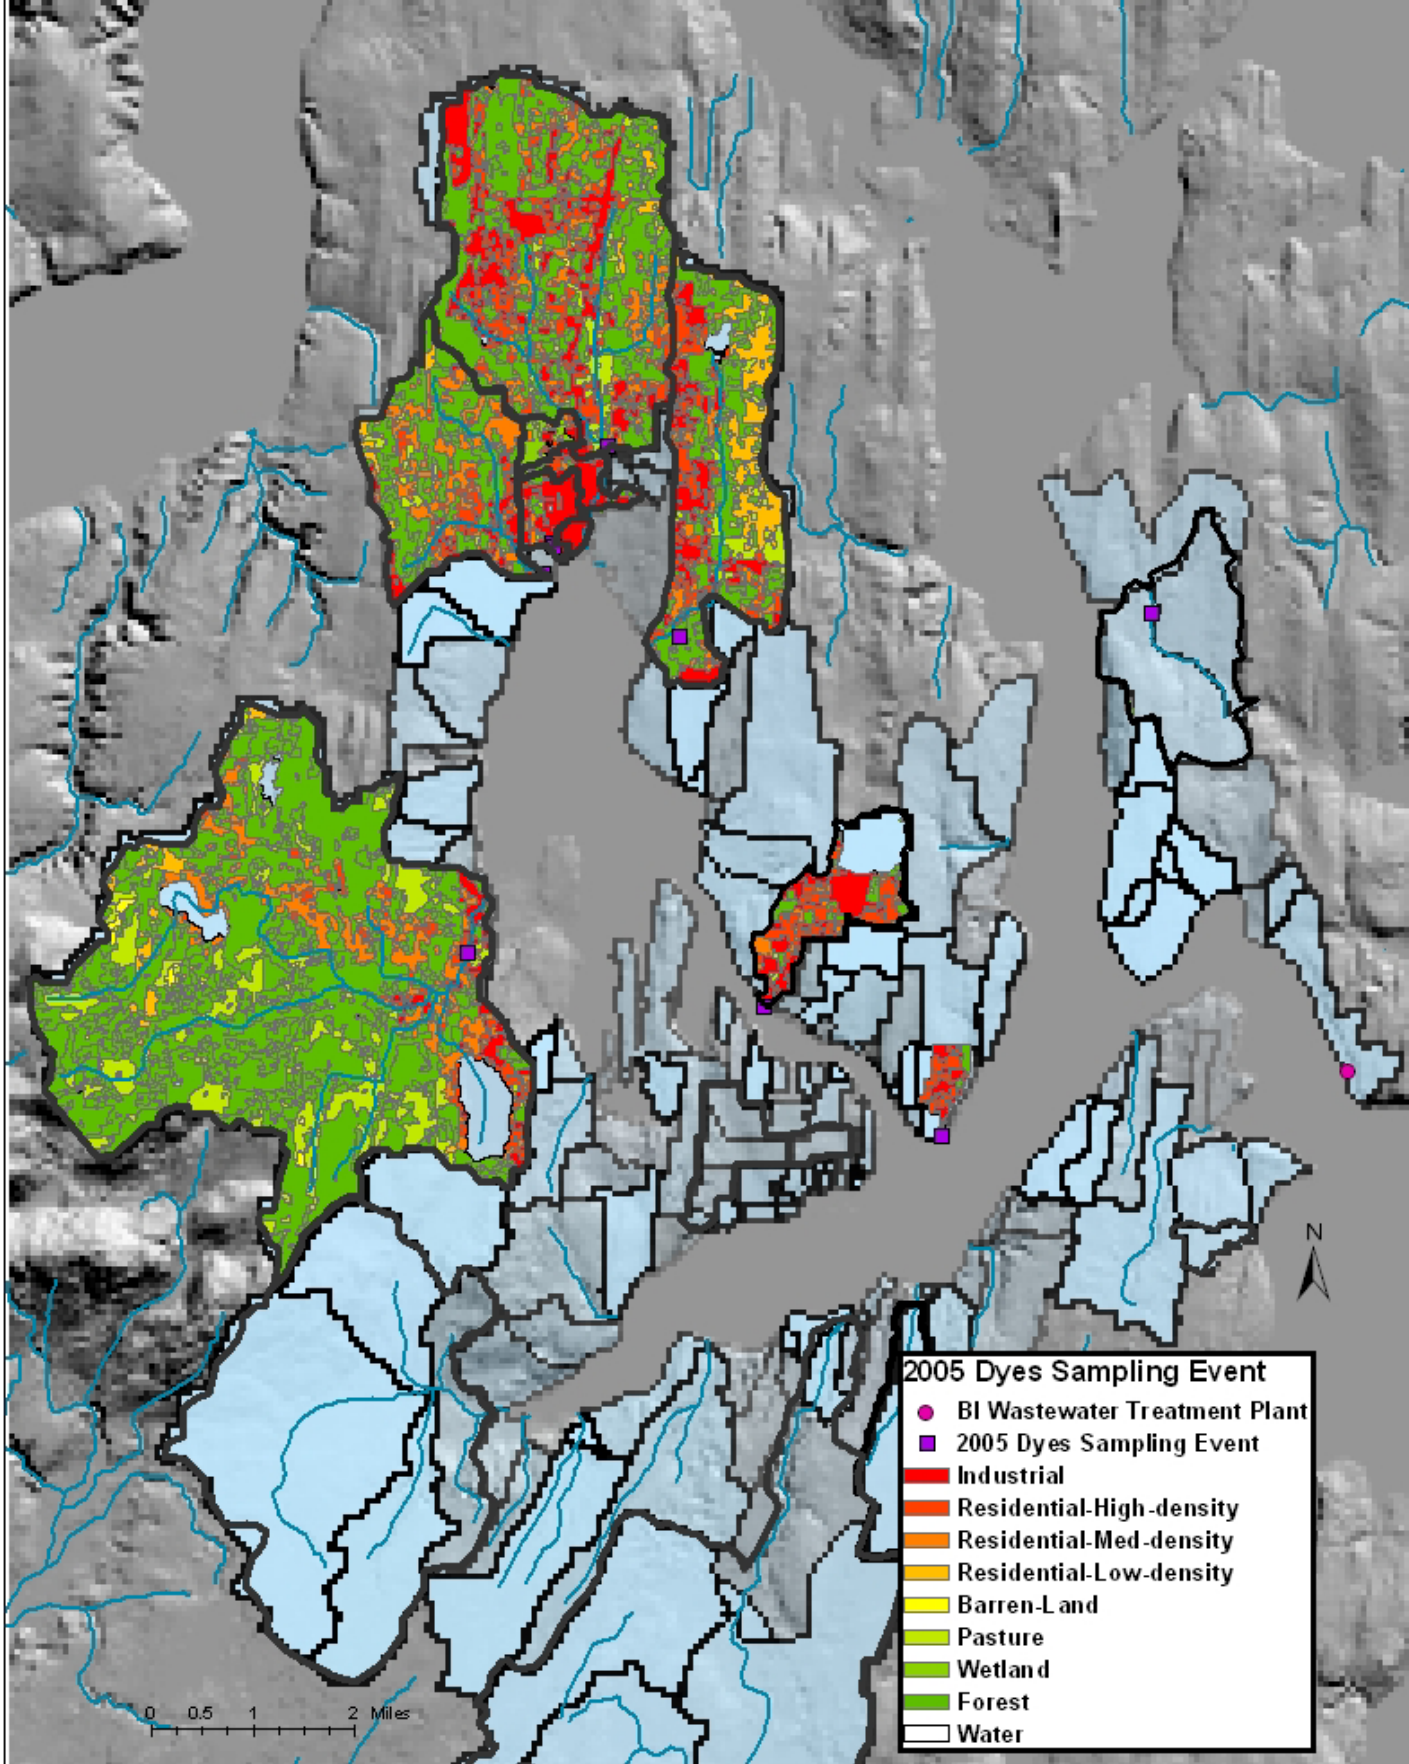 N
2005 Dyes Sampling Event
BI Wastewater Treatment Plant
2005 Dyes Sampling Event
Industrial
Residential-High-density
Residential-Med-density
Residential-Low-density
Barren-Land
Pasture
Wetland
Forest
Water
0 0.5 1 2 Miles